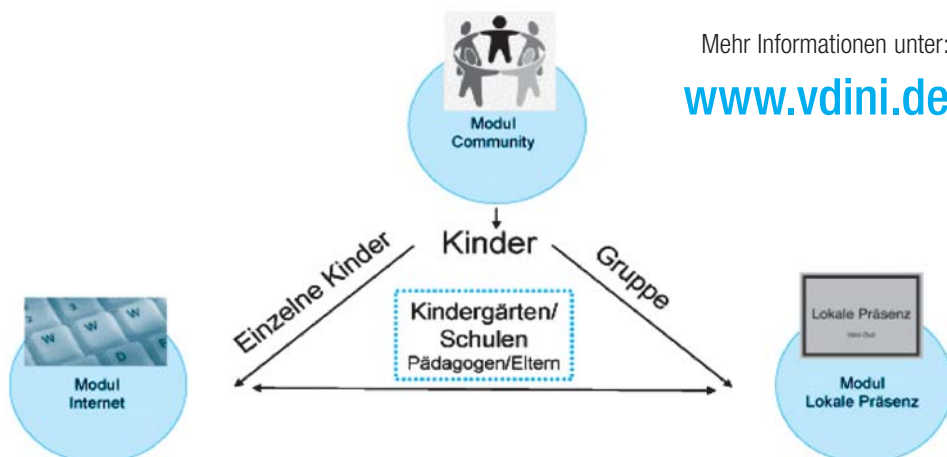 Mehr Informationen unter:
www.vdini.de
Modul
Community
Kinder
Einzelne Kinder
Gruppe
Kindergärten/
Schulen
Pädagogen/Eltern
W W W
D
Modul
Internet
Lokale Präsenz
Modul
Lokale Präsenz